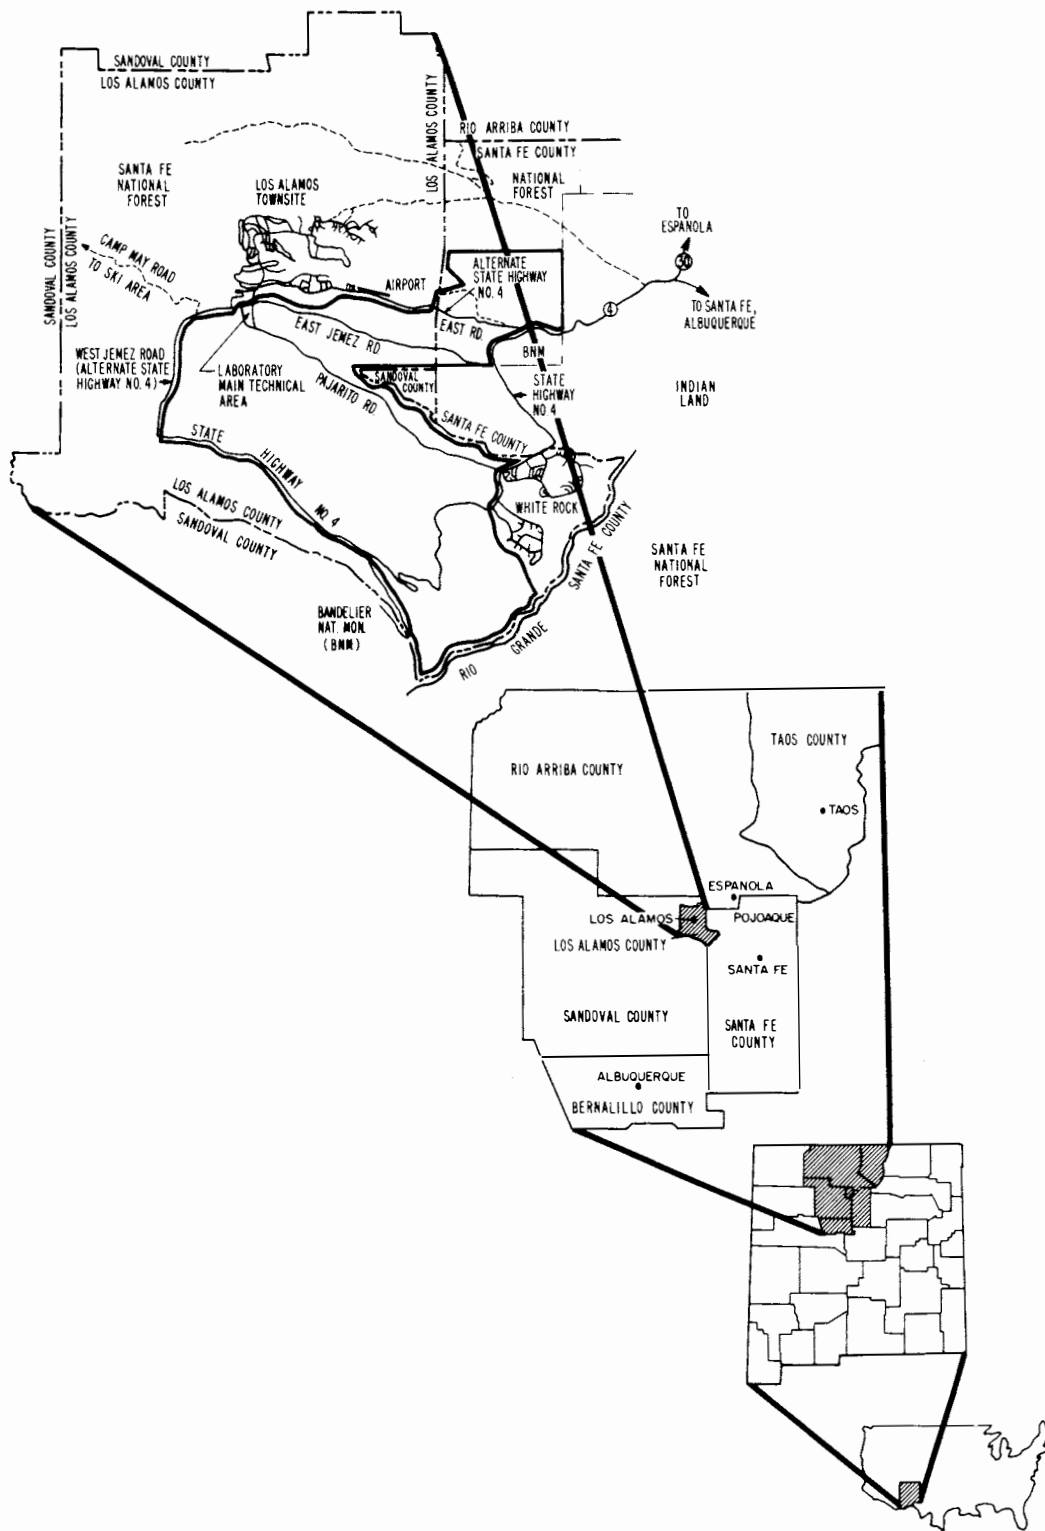 SANDOVAL COUNTY
LOS ALAMOS COUNTY
LOS ALAMOS COUNTY
RIO ARRIBA COUNTY
SANTA FE COUNTY
SANTA FE
NATIONAL
FOREST
LOS ALAMOS
TOWNSITE
NATIONAL
FOREST
TO
ESPANOLA
30
SANDOVAL COUNTY
LOS ALAMOS COUNTY
CAMP MAY ROAD
TO SKI AREA
AIRPORT
ALTERNATE
STATE HIGHWAY
NO. 4
4
TO SANTA FE,
ALBUQUERQUE
EAST RD.
EAST JEMEZ RD
BNM
WEST JEMEZ ROAD
(ALTERNATE STATE
HIGHWAY NO. 4)
LABORATORY
MAIN TECHNICAL
AREA
SANDOVAL
COUNTY
STATE
HIGHWAY
NO. 4
INDIAN
LAND
PAJARITO RD.
SANTA FE COUNTY
STATE HIGHWAY NO. 4
LOS ALAMOS COUNTY
SANDOVAL COUNTY
WHITE ROCK
SANTA FE COUNTY
SANTA FE
NATIONAL
FOREST
BANDELIER
NAT. MON.
(BNM)
RIO GRANDE
TAOS COUNTY
RIO ARRIBA COUNTY
TAOS
ESPANOLA
LOS ALAMOS
POJOAQUE
LOS ALAMOS COUNTY
SANTA FE
SANDOVAL COUNTY
SANTA FE
COUNTY
ALBUQUERQUE
BERNALILLO COUNTY